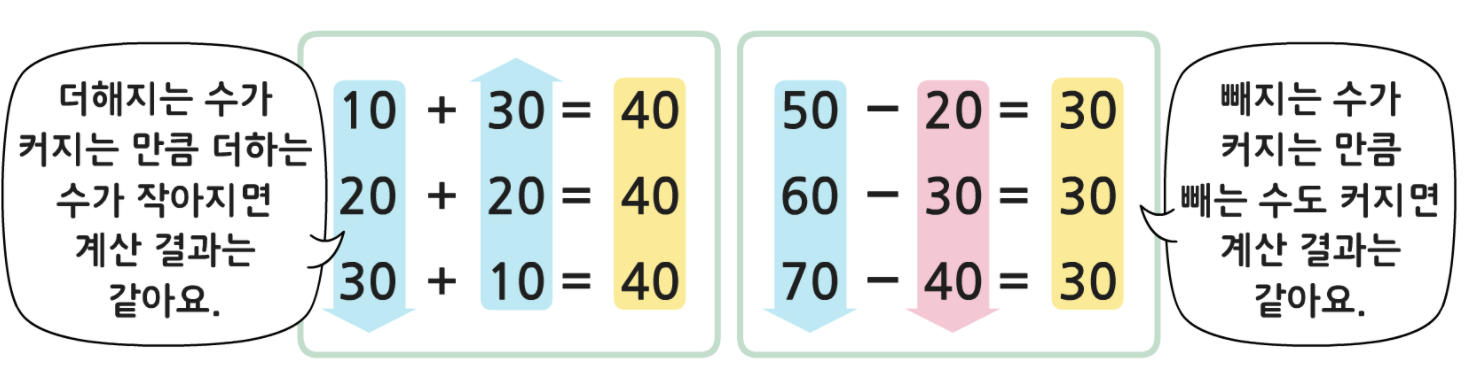 더해지는 수가
커지는 만큼 더하는
수가 작아지면
계산 결과는
같아요.
10 + 30 = 40
20 + 20 = 40
30 + 10 = 40
50 - 20 = 30
60 - 30 = 30
70 - 40 = 30
빼지는 수가
커지는 만큼
빼는 수도 커지면
계산 결과는
같아요.